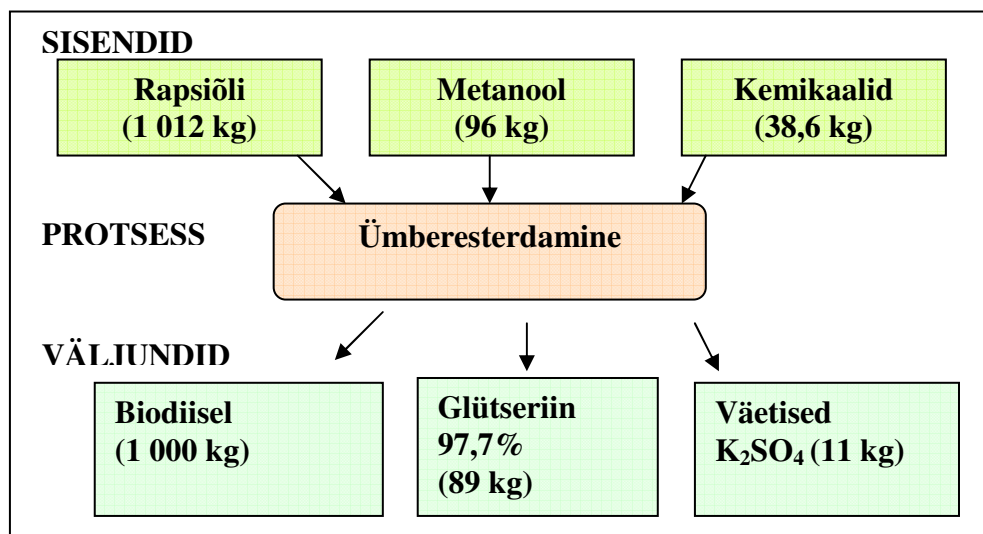 SISENDID
Rapsiõli
(1 012 kg)
Metanool
(96 kg)
Kemikaalid
(38,6 kg)
PROTSESS
Ümberesterdamine
VÄLJUNDID
Biodiisel
(1 000 kg)
Glütseriin
97,7%
(89 kg)
Väetised
K₂SO₄ (11 kg)